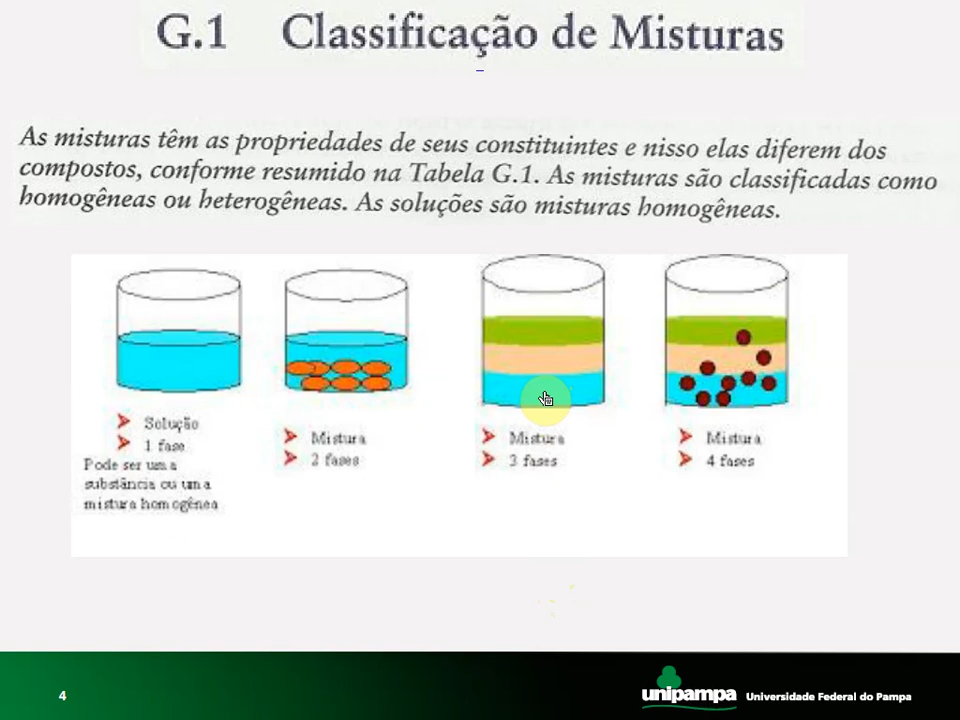 G.1 Classificação de Misturas
As misturas têm as propriedades de seus constituintes e nisso elas diferem dos
compostos, conforme resumido na Tabela G.1. As misturas são classificadas como
homogêneas ou heterogêneas. As soluções são misturas homogêneas.
Solução
1 fase
Pode ser uma
substância ou uma
mistura homogênea
Mistura
2 fases
Mistura
3 fases
Mistura
4 fases
4
unipampa Universidade Federal do Pampa